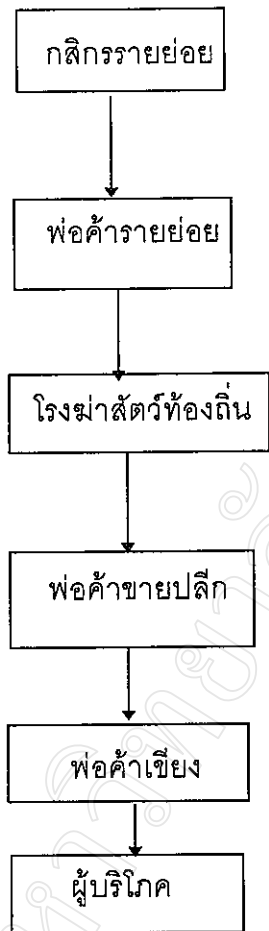 กสิกรรายย่อย
พ่อค้ารายย่อย
โรงฆ่าสัตว์ท้องถิ่น
พ่อค้าขายปลีก
พ่อค้าเขียง
ผู้บริโภค